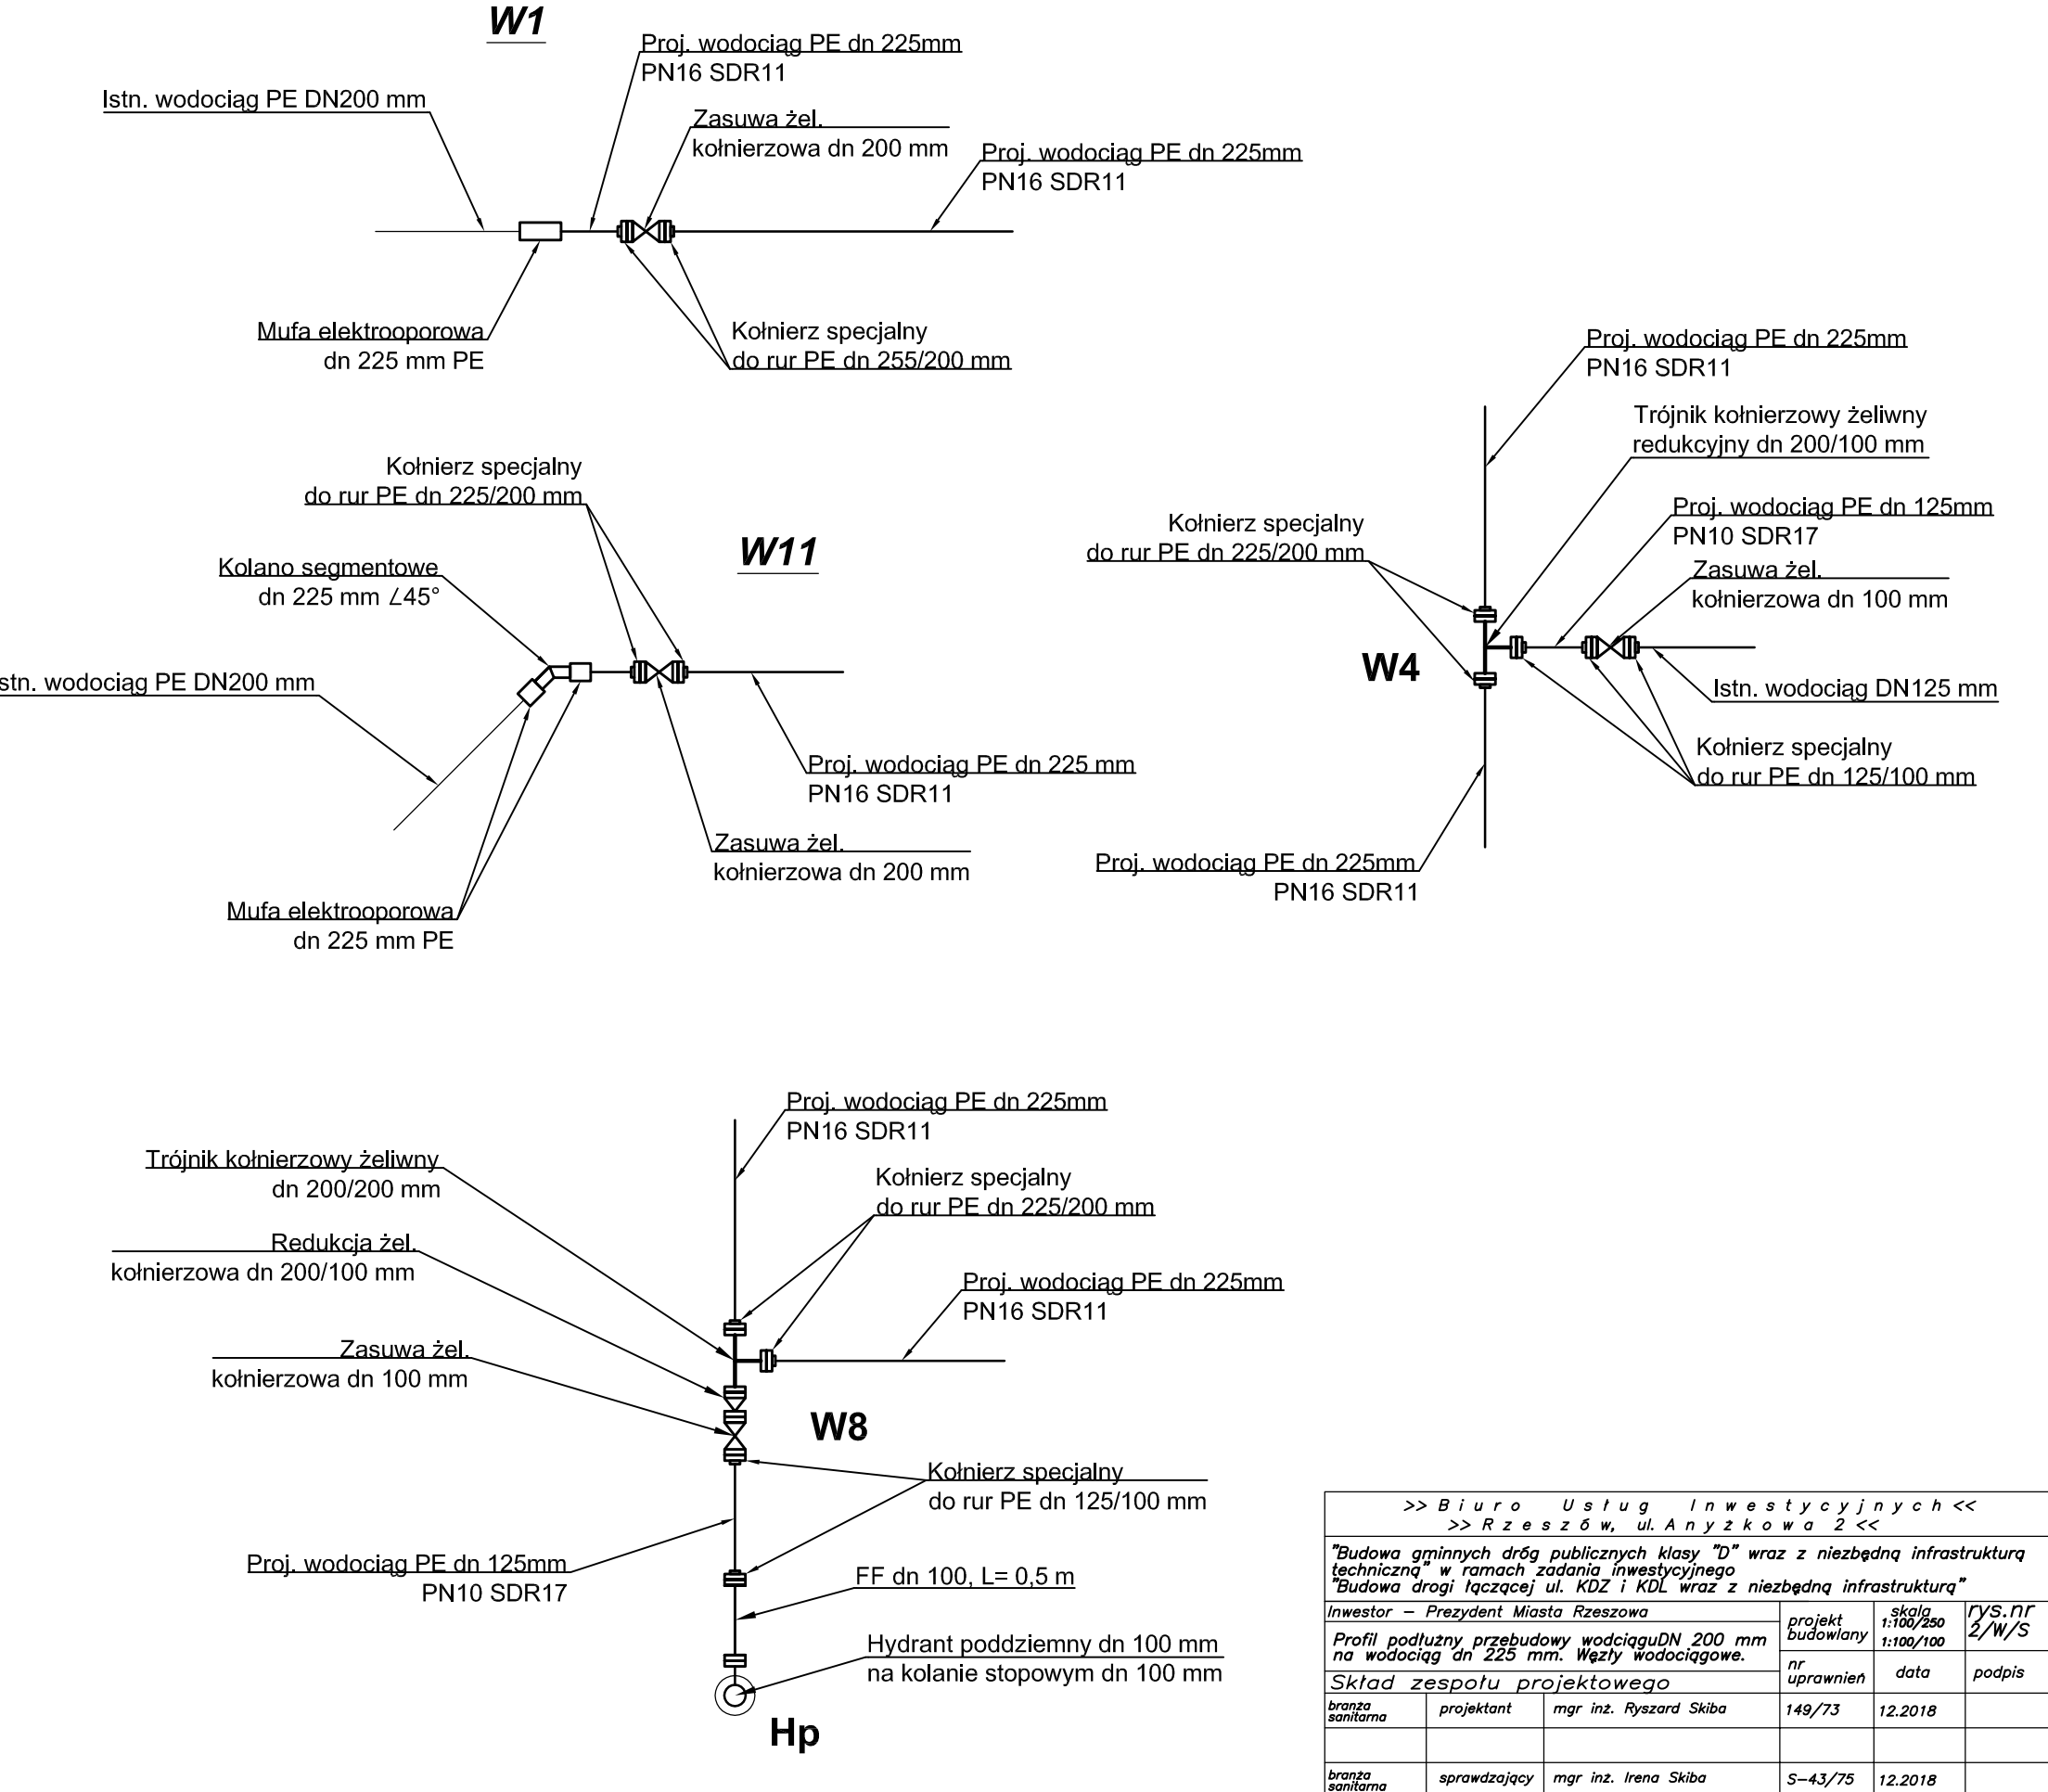 W1
Proj. wodociąg PE dn 225mm
PN16 SDR11
Istn. wodociąg PE DN200 mm
Zasuwa żel.
kołnierzowa dn 200 mm
Proj. wodociąg PE dn 225mm
PN16 SDR11
Mufa elektrooporowa
dn 225 mm PE
Kołnierz specjalny
do rur PE dn 255/200 mm
Kołnierz specjalny
do rur PE dn 225/200 mm
W11
Kolano segmentowe
dn 225 mm ∠45°
stn. wodociąg PE DN200 mm
Proj. wodociąg PE dn 225 mm
PN16 SDR11
Zasuwa żel.
kołnierzowa dn 200 mm
Mufa elektrooporowa
dn 225 mm PE
Proj. wodociąg PE dn 225mm
PN16 SDR11
Trójnik kołnierzowy żeliwny
redukcyjny dn 200/100 mm
Kołnierz specjalny
do rur PE dn 225/200 mm
Proj. wodociąg PE dn 125mm
PN10 SDR17
Zasuwa żel.
kołnierzowa dn 100 mm
W4
Istn. wodociąg DN125 mm
Kołnierz specjalny
do rur PE dn 125/100 mm
Proj. wodociąg PE dn 225mm
PN16 SDR11
Proj. wodociąg PE dn 225mm
PN16 SDR11
Trójnik kołnierzowy żeliwny
dn 200/200 mm
Kołnierz specjalny
do rur PE dn 225/200 mm
Redukcja żel.
kołnierzowa dn 200/100 mm
Proj. wodociąg PE dn 225mm
PN16 SDR11
Zasuwa żel.
kołnierzowa dn 100 mm
W8
Kołnierz specjalny
do rur PE dn 125/100 mm
Proj. wodociąg PE dn 125mm
PN10 SDR17
FF dn 100, L= 0,5 m
Hydrant poddziemny dn 100 mm
na kolanie stopowym dn 100 mm
Hp
>> Biuro Usług Inwestycyjnych <<
>> Rzeszów, ul. Anyżkowa 2 <<
"Budowa gminnych dróg publicznych klasy "D" wraz z niezbędną infrastrukturą
techniczną" w ramach zadania inwestycyjnego
"Budowa drogi łączącej ul. KDZ i KDL wraz z niezbędną infrastrukturą"
Inwestor – Prezydent Miasta Rzeszowa
Profil podłużny przebudowy wodciąguDN 200 mm
na wodociąg dn 225 mm. Węzły wodociągowe.
projekt
budowlany
skala
1:100/250
1:100/100
rys.nr
2/W/S
Skład zespołu projektowego
nr
uprawnień
data
podpis
branża
sanitarna
projektant
mgr inż. Ryszard Skiba
149/73
12.2018
branża
sanitarna
sprawdzający
mgr inż. Irena Skiba
S-43/75
12.2018